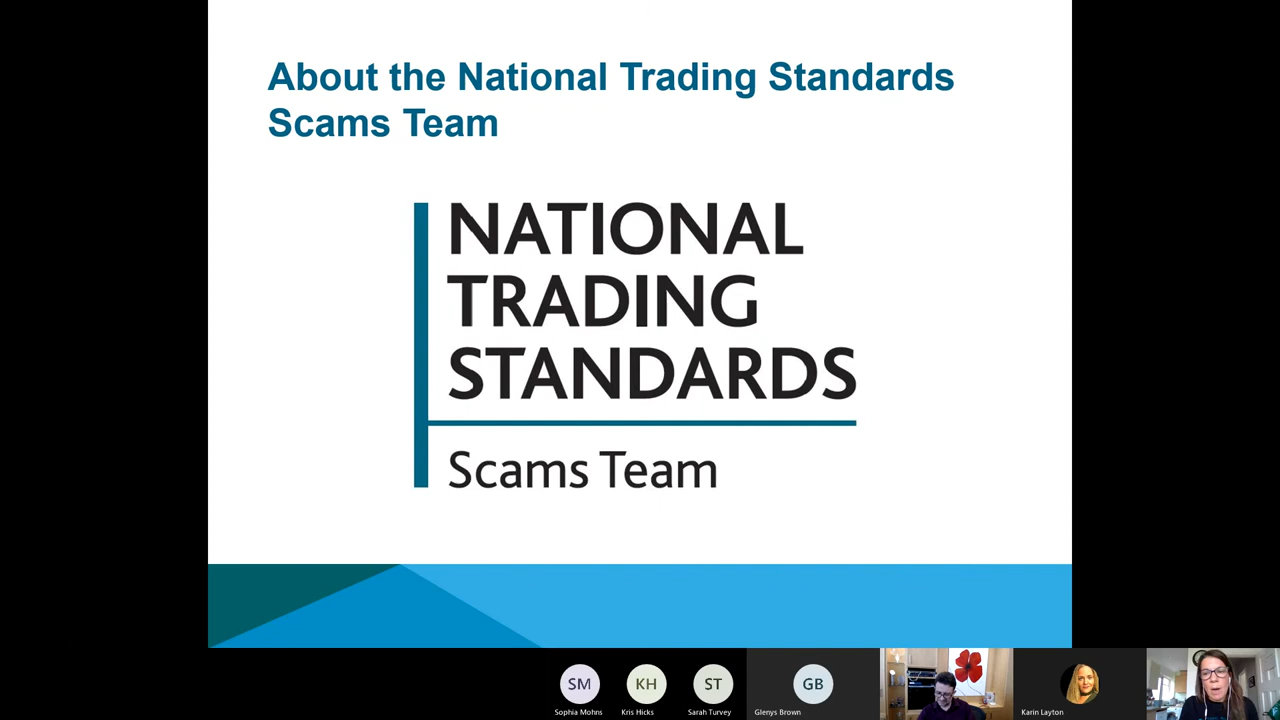 About the National Trading Standards
Scams Team
NATIONAL
TRADING
STANDARDS
Scams Team
SM
KH
ST
GB
Sophia Mohns
Kris Hicks
Sarah Turvey
Glenys Brown
Karin Layton